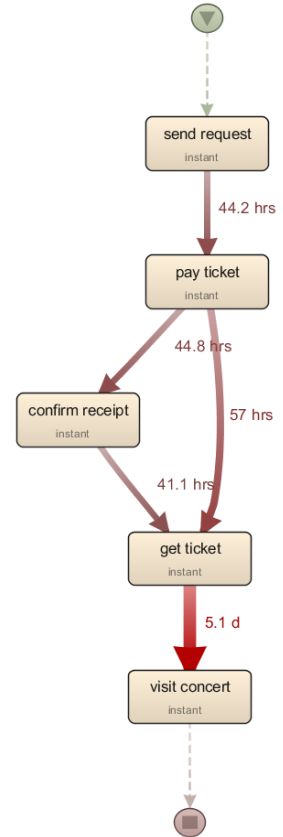 send request
instant
44.2 hrs
pay ticket
instant
44.8 hrs
confirm receipt
instant
57 hrs
41.1 hrs
get ticket
instant
5.1 d
visit concert
instant